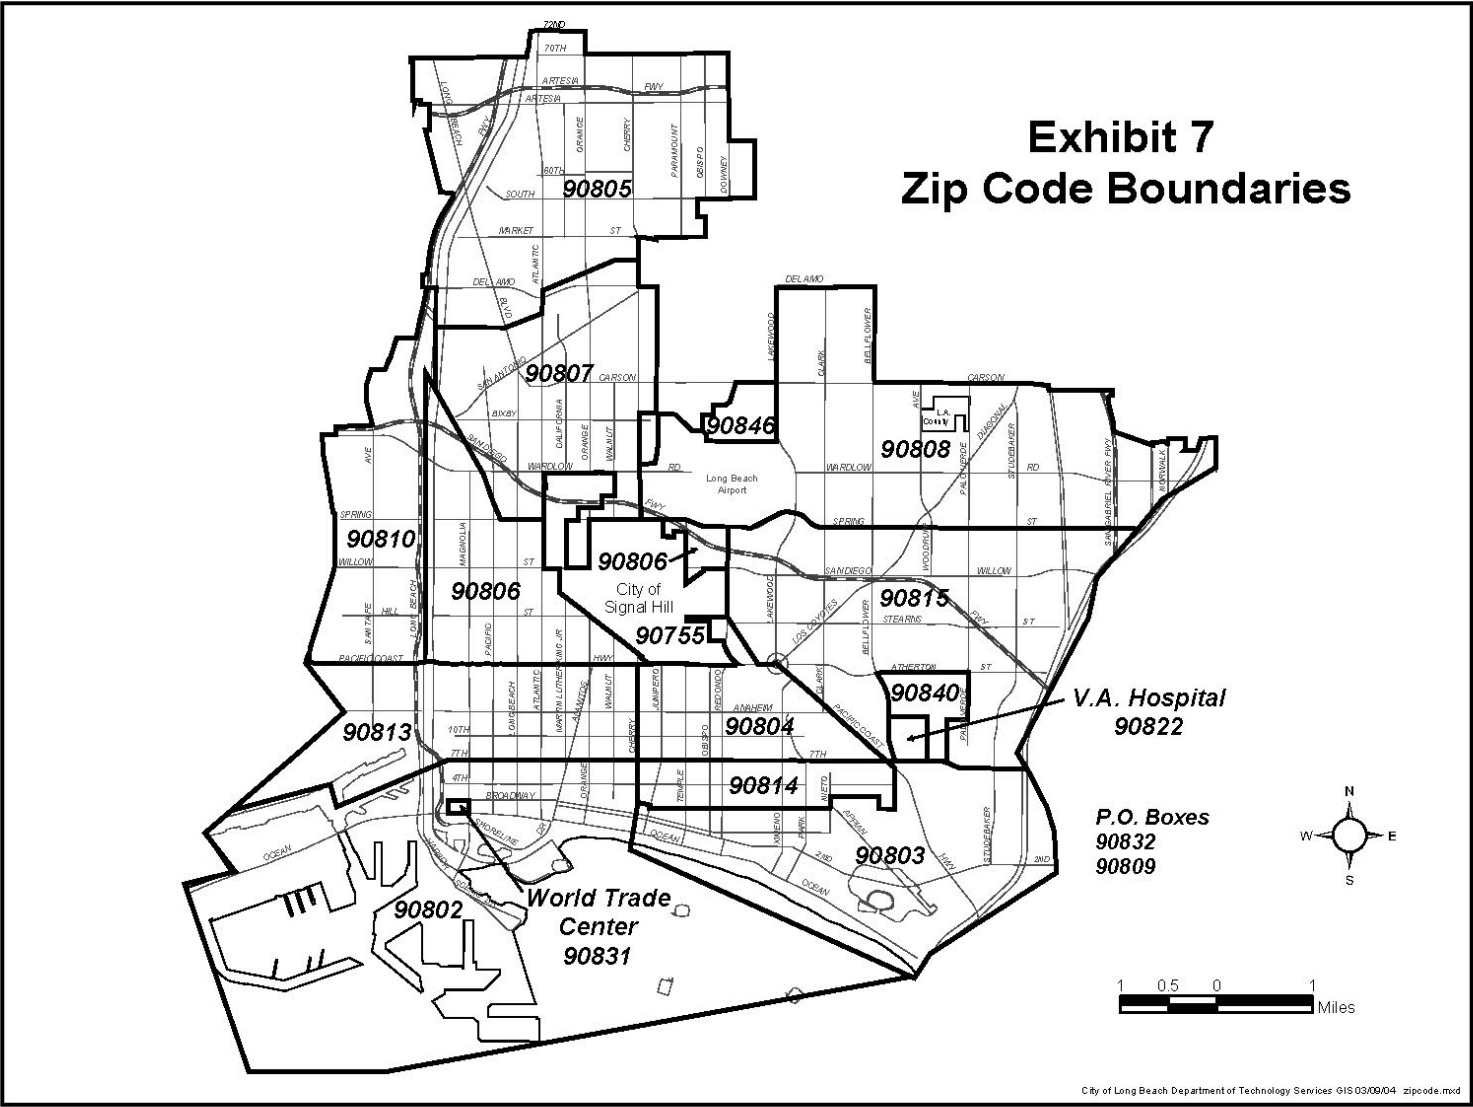 Exhibit 7
Zip Code Boundaries
72ND
70TH
ARTESIA
FWY
ARTESIA
LONG
BEACH
FWY
ORANGE
CHERRY
PARAMOUNT
OBISPO
DOWNEY
60TH
90805
SOUTH
MARKET
ST
ATLANTIC
DEL AMO
BLVD
DEL AMO
LAKEWOOD
CLARK
BELLFLOWER
SAN ANTONIO
90807
CARSON
CARSON
BIXBY
CALIFORNIA
ORANGE
WALNUT
90846
AVE
L.A.
County
DIAGONAL
90808
STUDEBAKER
PALO VERDE
SAN DIEGO
AVE
WARDLOW
RD
WARDLOW
RD
SAN GABRIEL RIVER FWY
NORWALK
Long Beach
Airport
FWY
SPRING
SPRING
ST
90810
MAGNOLIA
WILLOW
ST
90806
90806
City of
Signal Hill
LAKEWOOD
SAN DIEGO
WOODRUFF
WILLOW
90815
FWY
LONG BEACH
SANTA FE
HILL
ST
LOS COYOTES
STEARNS
ST
90755
BELLFLOWER
PACIFIC
MARTIN LUTHER KING JR
PACIFIC COAST
HWY
ATHERTON
ST
LONG BEACH
ATLANTIC
ALAMITOS
WALNUT
JUNIPERO
REDONDO
CLARK
90840
PALO VERDE
V.A. Hospital
90822
ANAHEIM
90804
PACIFIC COAST
90813
10TH
CHERRY
OBISPO
7TH
7TH
4TH
ORANGE
TEMPLE
90814
NIETO
BROADWAY
SHORELINE
DR
OCEAN
XIMENO
PARK
APPIAN
2ND
90803
HWY
STUDEBAKER
2ND
P.O. Boxes
90832
90809
OCEAN
OCEAN
90802
World Trade
Center
90831
N
W
E
S
1
0.5
0
1
Miles
City of Long Beach Department of Technology Services GIS 03/09/04 zipcode.mxd